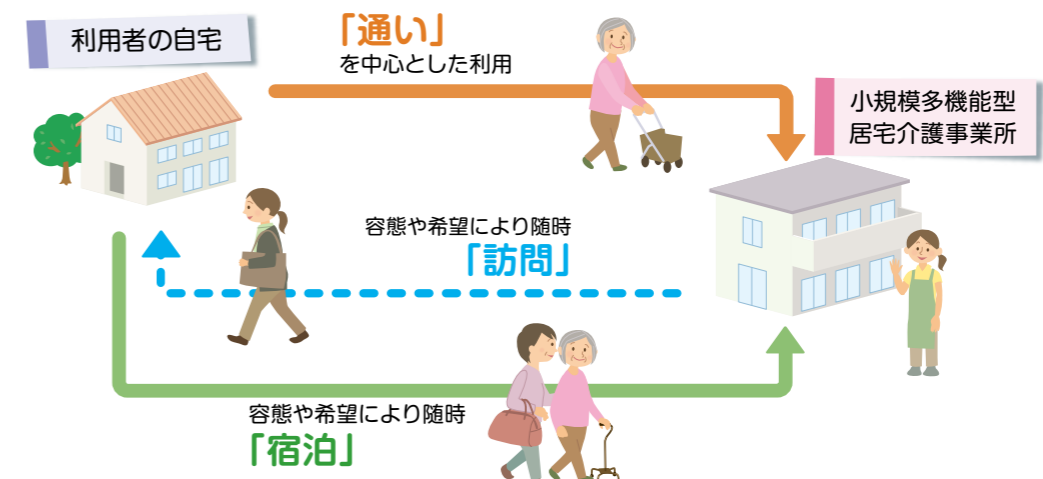 利用者の自宅
「通い」
を中心とした利用
小規模多機能型
居宅介護事業所
容態や希望により随時
「訪問」
容態や希望により随時
「宿泊」